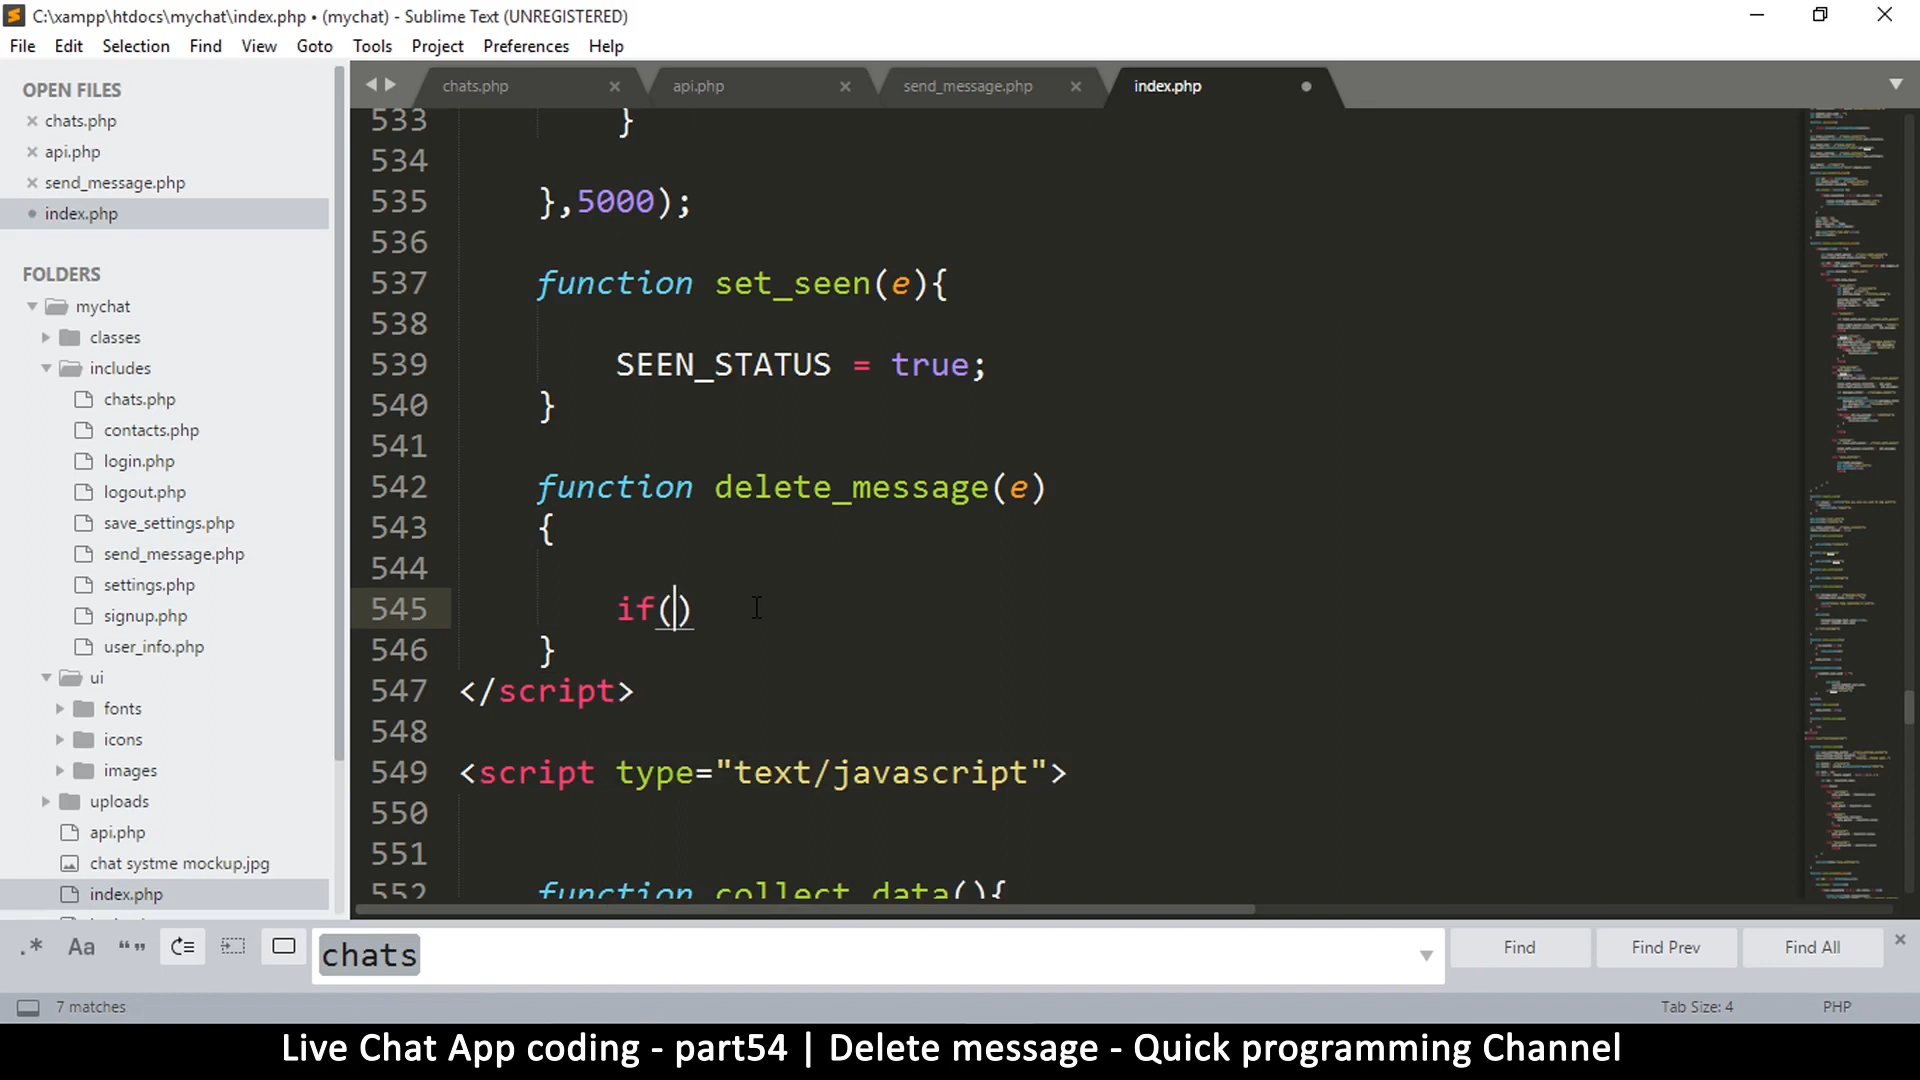 C:\xampp\htdocs\mychat\index.php • (mychat) - Sublime Text (UNREGISTERED)
File Edit Selection Find View Goto Tools Project Preferences Help
OPEN FILES
chats.php
api.php
send_message.php
index.php
FOLDERS
mychat
classes
includes
chats.php
contacts.php
login.php
logout.php
save_settings.php
send_message.php
settings.php
signup.php
user_info.php
ui
fonts
icons
images
uploads
api.php
chat systme mockup.jpg
index.php
chats.php api.php send_message.php index.php
533 }
534
535 },5000);
536
537 function set_seen(e){
538
539 SEEN_STATUS = true;
540 }
541
542 function delete_message(e)
543 {
544
545 if()
546 }
547 </script>
548
549 <script type="text/javascript">
550
551
552 function collect_data(){
.* Aa “” chats Find Find Prev Find All
7 matches Tab Size: 4 PHP
Live Chat App coding - part54 | Delete message - Quick programming Channel